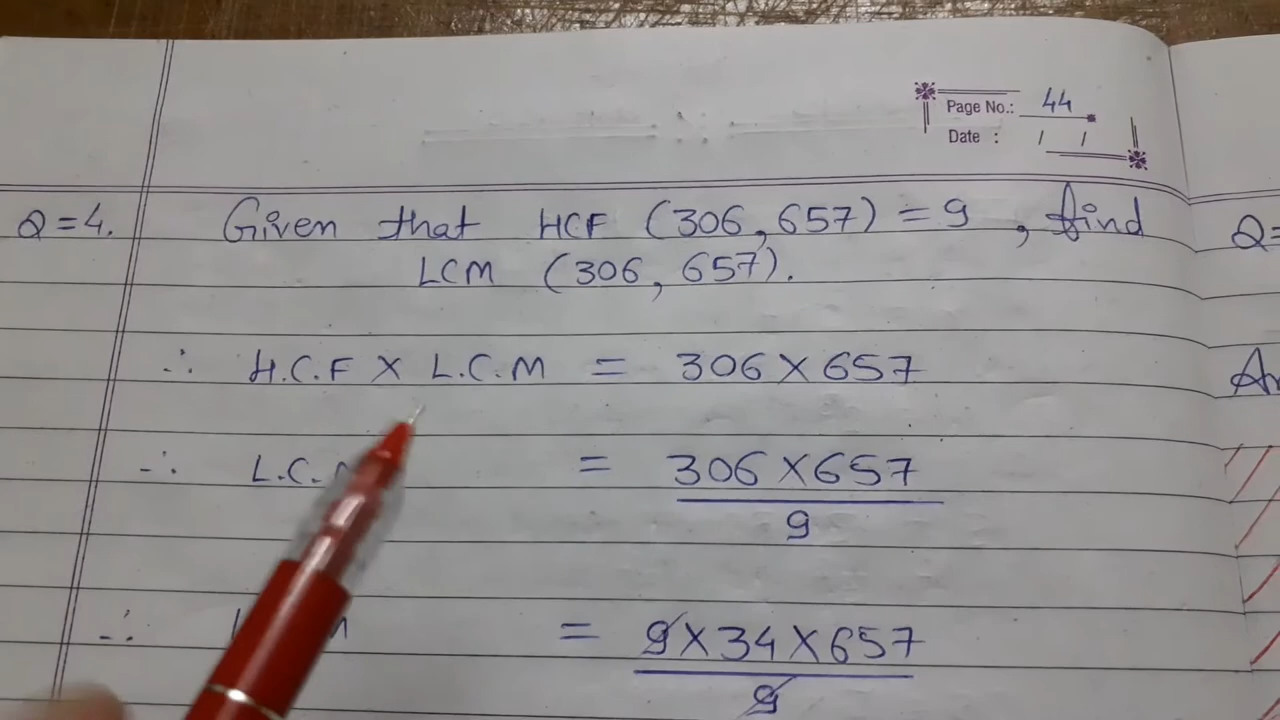 Page No.: 44
Date : / /
Q=4. Given that HCF (306, 657) = 9 , find
LCM (306, 657).
∴ H.C.F X L.C.M = 306 X 657
∴ = 306 X 657
9
∴ = 9 X 34 X 657
9
Q=